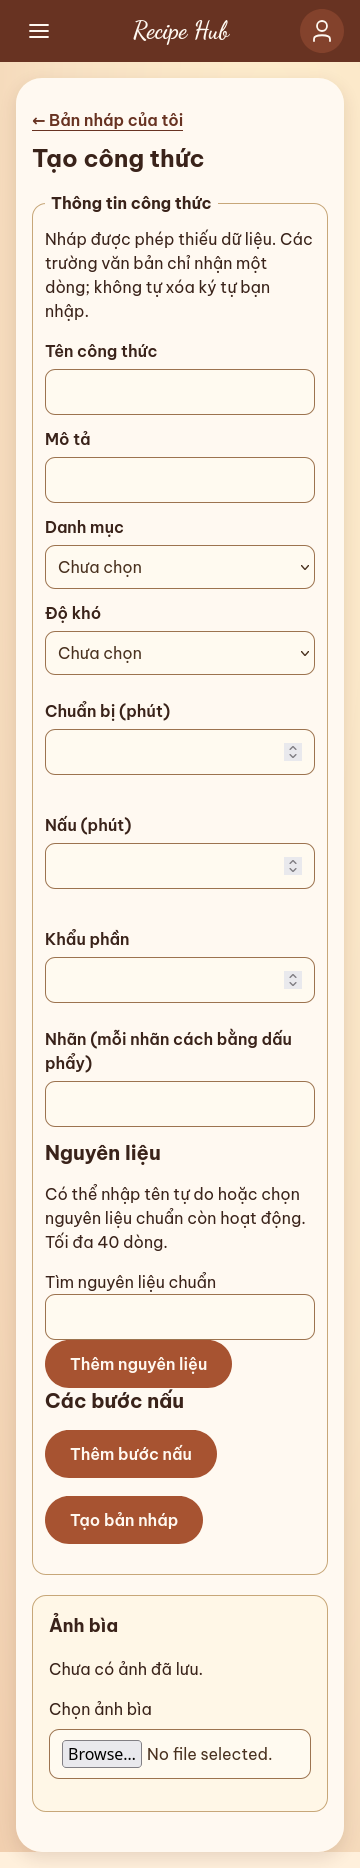 Recipe Hub
← Bản nháp của tôi
Tạo công thức
Thông tin công thức
Nháp được phép thiếu dữ liệu. Các
trường văn bản chỉ nhận một
dòng; không tự xóa ký tự bạn
nhập.
Tên công thức
Mô tả
Danh mục
Chưa chọn
Độ khó
Chưa chọn
Chuẩn bị (phút)
Nấu (phút)
Khẩu phần
Nhãn (mỗi nhãn cách bằng dấu
phẩy)
Nguyên liệu
Có thể nhập tên tự do hoặc chọn
nguyên liệu chuẩn còn hoạt động.
Tối đa 40 dòng.
Tìm nguyên liệu chuẩn
Thêm nguyên liệu
Các bước nấu
Thêm bước nấu
Tạo bản nháp
Ảnh bìa
Chưa có ảnh đã lưu.
Chọn ảnh bìa
Browse... No file selected.